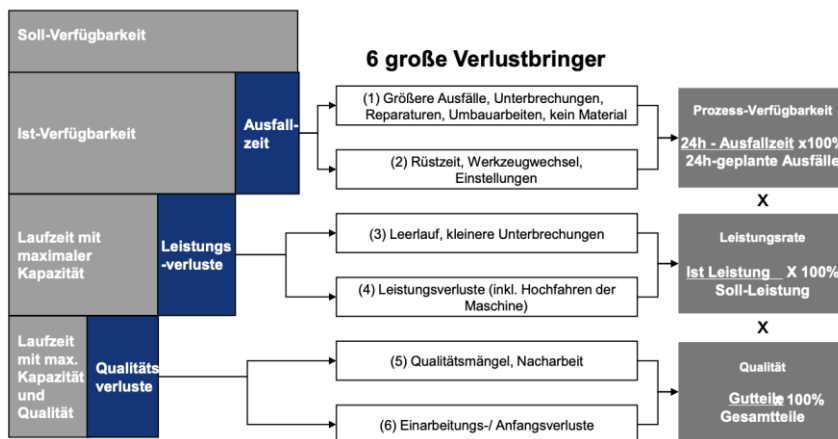 Soll-Verfügbarkeit
6 große Verlustbringer
Ist-Verfügbarkeit
Ausfall-
zeit
(1) Größere Ausfälle, Unterbrechungen,
Reparaturen, Umbauarbeiten, kein Material
(2) Rüstzeit, Werkzeugwechsel,
Einstellungen
Prozess-Verfügbarkeit
24h - Ausfallzeit x100%
24h-geplante Ausfälle
X
Laufzeit mit
maximaler
Kapazität
Leistungs
-verluste
(3) Leerlauf, kleinere Unterbrechungen
(4) Leistungsverluste (inkl. Hochfahren der
Maschine)
Leistungsrate
Ist Leistung X 100%
Soll-Leistung
X
Laufzeit
mit max.
Kapazität
und
Qualität
Qualitäts
verluste
(5) Qualitätsmängel, Nacharbeit
(6) Einarbeitungs-/ Anfangsverluste
Qualität
Gutteile x 100%
Gesamtteile